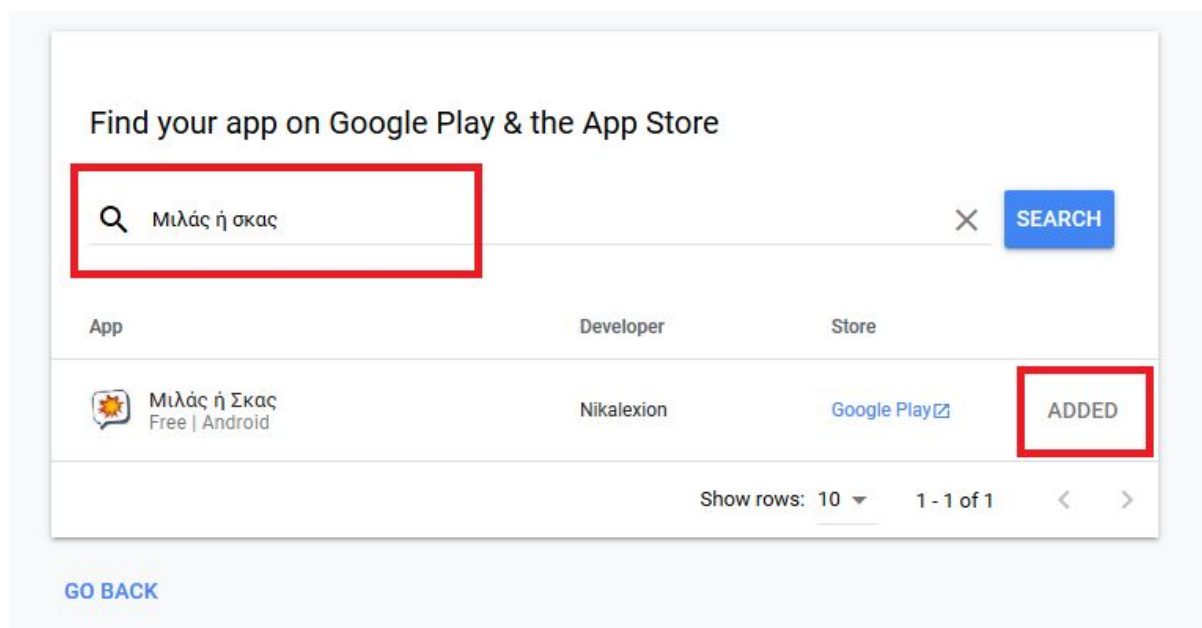 Find your app on Google Play & the App Store
Μιλάς ή σκας
SEARCH
App Developer Store
Μιλάς ή Σκας
Free | Android
Nikalexion
Google Play
ADDED
Show rows: 10 1 - 1 of 1
GO BACK